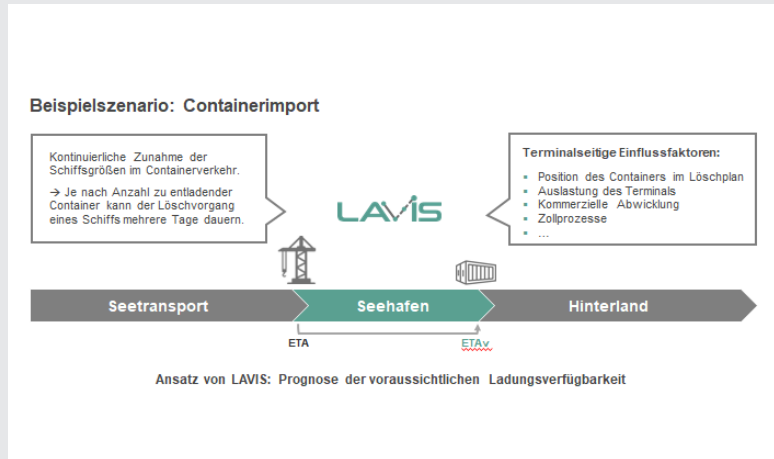 Beispielszenario: Containerimport
Kontinuierliche Zunahme der
Schiffsgrößen im Containerverkehr.
→ Je nach Anzahl zu entladender
Container kann der Löschvorgang
eines Schiffs mehrere Tage dauern.
LAVIS
Terminalseitige Einflussfaktoren:
▪ Position des Containers im Löschplan
▪ Auslastung des Terminals
▪ Kommerzielle Abwicklung
▪ Zollprozesse
▪ ...
Seetransport
Seehafen
Hinterland
ETA
ETAv
Ansatz von LAVIS: Prognose der voraussichtlichen Ladungsverfügbarkeit